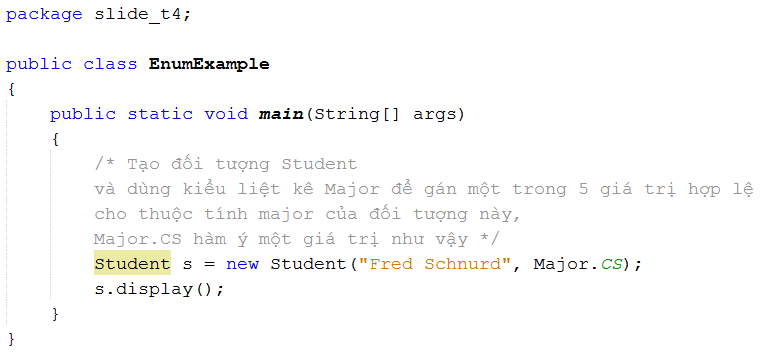 package slide_t4;
public class EnumExample
{
public static void main(String[] args)
{
/* Tạo đối tượng Student
và dùng kiểu liệt kê Major để gán một trong 5 giá trị hợp lệ
cho thuộc tính major của đối tượng này,
Major.CS hàm ý một giá trị như vậy */
Student s = new Student("Fred Schnurd", Major.CS);
s.display();
}
}